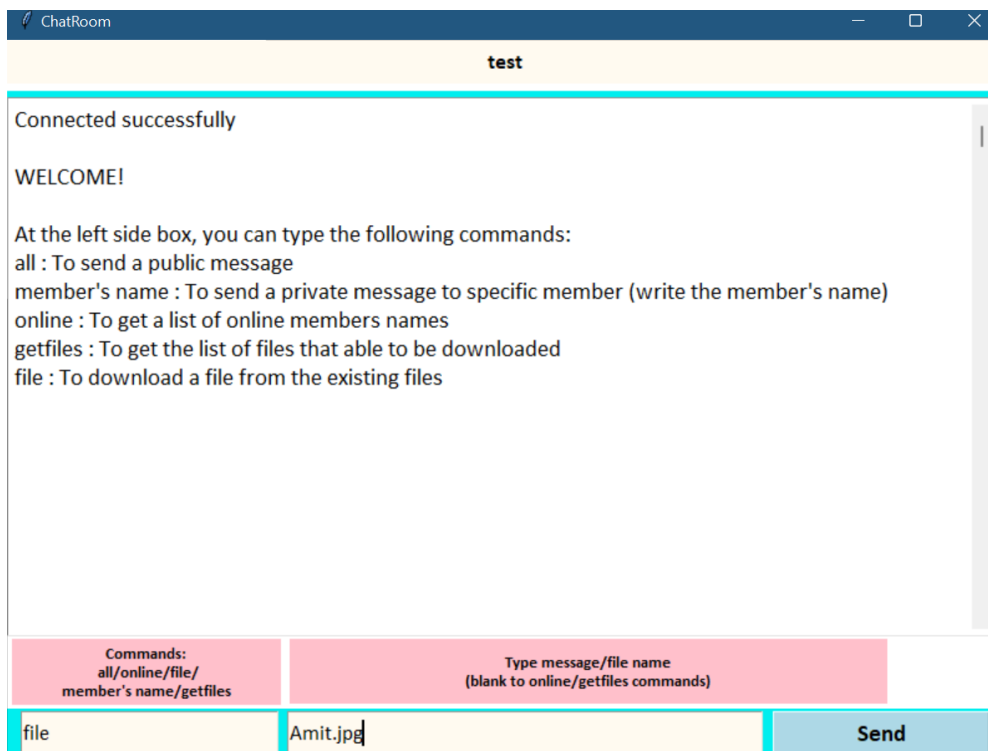 ChatRoom
test
Connected successfully
WELCOME!
At the left side box, you can type the following commands:
all : To send a public message
member's name : To send a private message to specific member (write the member's name)
online : To get a list of online members names
getfiles : To get the list of files that able to be downloaded
file : To download a file from the existing files
Commands:
all/online/file/
member's name/getfiles
Type message/file name
(blank to online/getfiles commands)
file
Amit.jpg
Send